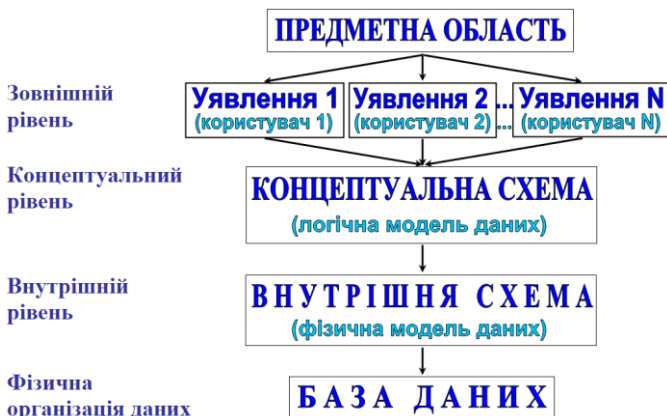 ПРЕДМЕТНА ОБЛАСТЬ
Зовнішній
рівень
Уявлення 1
(користувач 1)
Уявлення 2...
(користувач 2)...
Уявлення N
(користувач N)
Концептуальний
рівень
КОНЦЕПТУАЛЬНА СХЕМА
(логічна модель даних)
Внутрішній
рівень
ВНУТРІШНЯ СХЕМА
(фізична модель даних)
Фізична
організація даних
БАЗА ДАНИХ